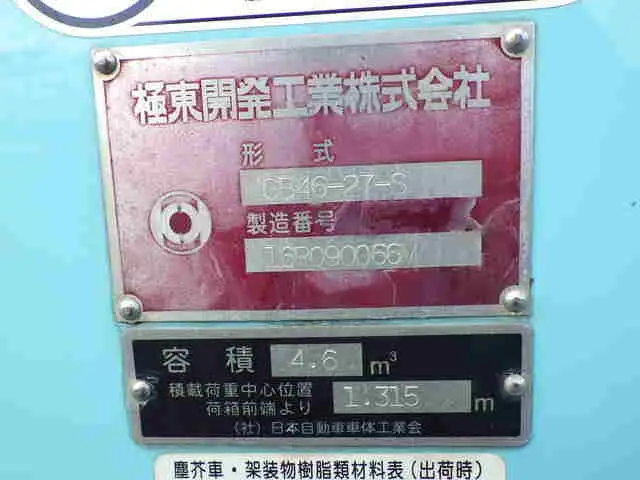 極東開発工業株式会社
形 式
CB46-27-S
製造番号
容 積 4.6 m³
積載荷重中心位置
荷箱前端より 1.315 m
(社) 日本自動車車体工業会
塵芥車・架装物樹脂類材料表(出荷時)